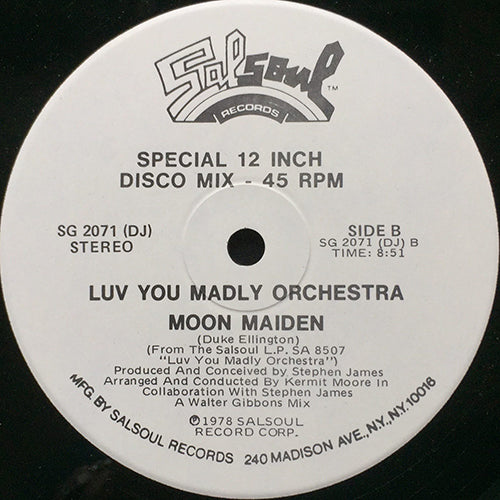 Salsoul
RECORDS
TM
SPECIAL 12 INCH
DISCO MIX - 45 RPM
SG 2071 (DJ)
STEREO
SIDE B
SG 2071 (DJ) B
TIME: 8:51
LUV YOU MADLY ORCHESTRA
MOON MAIDEN
(Duke Ellington)
(From The Salsoul L.P. SA 8507
"Luv You Madly Orchestra")
Produced And Conceived by Stephen James
Arranged And Conducted By Kermit Moore In
Collaboration With Stephen James
A Walter Gibbons Mix
℗1978 SALSOUL
RECORD CORP.
MFG. BY SALSOUL RECORDS 240 MADISON AVE., NY., NY. 10016